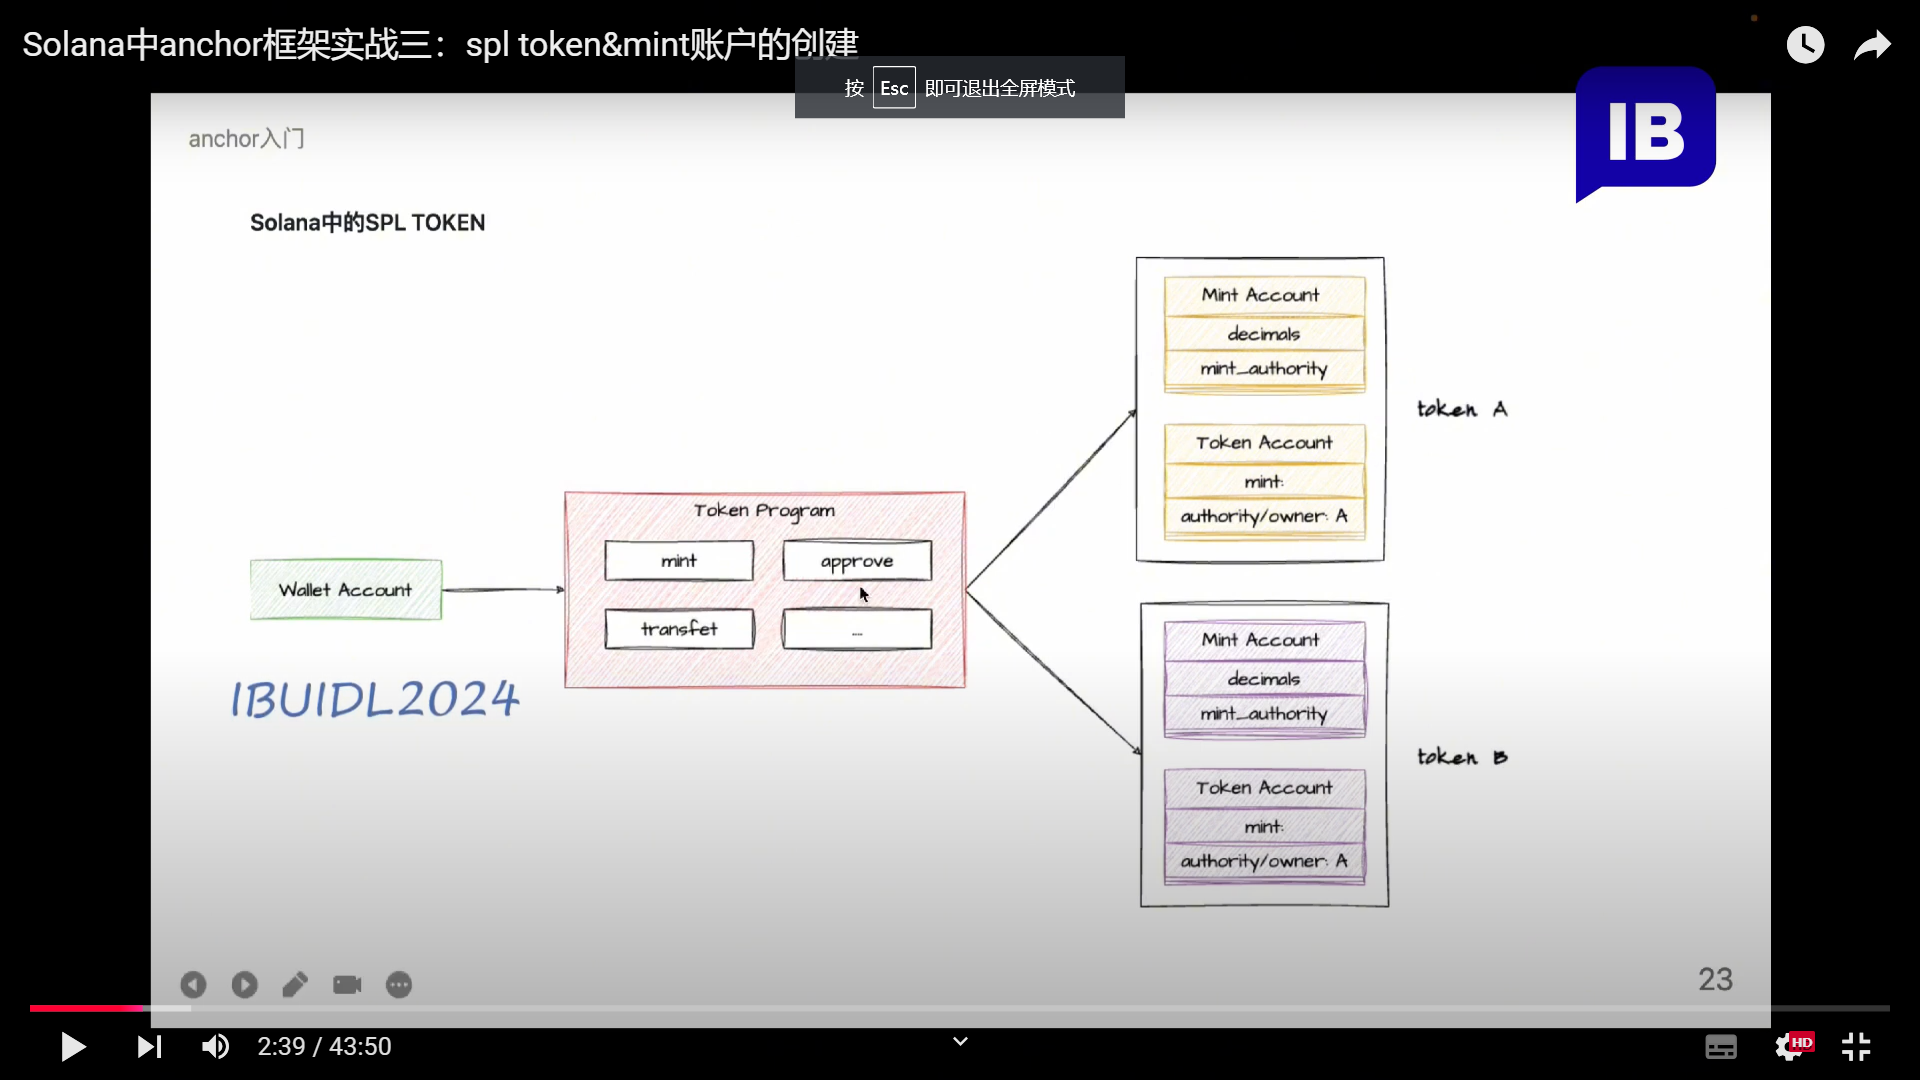 Solana中anchor框架实战三：spl token&mint账户的创建
按 Esc 即可退出全屏模式
IB
anchor入门
Solana中的SPL TOKEN
Mint Account
decimals
mint_authority
token A
Token Account
mint:
authority/owner: A
Token Program
mint
approve
Wallet Account
transfet
....
Mint Account
decimals
mint_authority
IBUIDL2024
token B
Token Account
mint:
authority/owner: A
23
2:39 / 43:50
HD